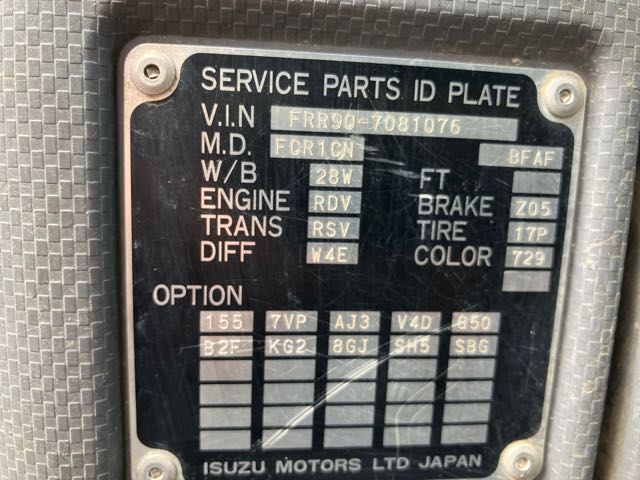 SERVICE PARTS ID PLATE
V.I.N FRR90-7081076
M.D. FCR1CN BFAF
W/B 28W FT
ENGINE RDV BRAKE Z05
TRANS RSV TIRE 17P
DIFF W4E COLOR 729
OPTION
155 7VP AJ3 V4D 850
B2F KG2 8GJ SH5 SBG
ISUZU MOTORS LTD JAPAN